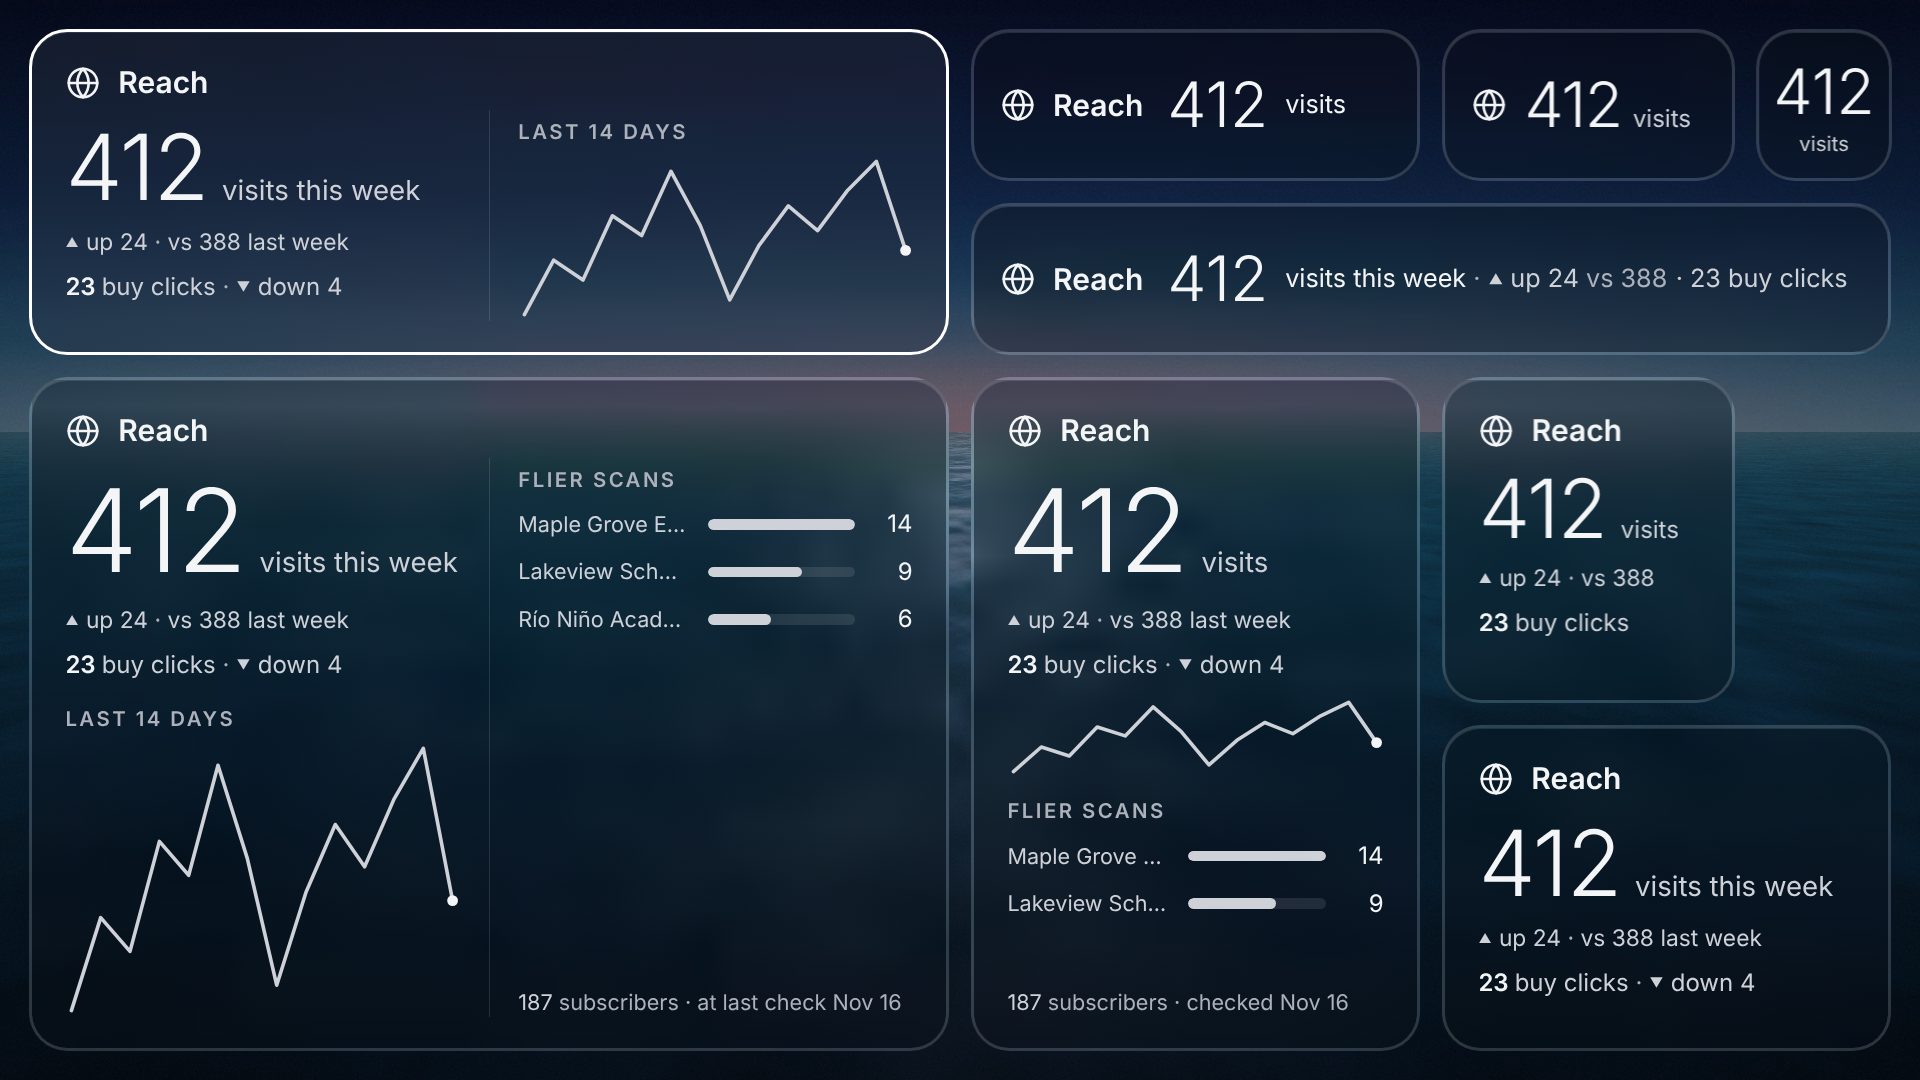 Reach
412 visits this week
▲ up 24 · vs 388 last week
23 buy clicks · ▼ down 4
LAST 14 DAYS
Reach 412 visits
412 visits
412
visits
Reach 412 visits this week · ▲ up 24 vs 388 · 23 buy clicks
Reach
412 visits this week
▲ up 24 · vs 388 last week
23 buy clicks · ▼ down 4
LAST 14 DAYS
FLIER SCANS
Maple Grove E... 14
Lakeview Sch... 9
Río Niño Acad... 6
187 subscribers · at last check Nov 16
Reach
412 visits
▲ up 24 · vs 388 last week
23 buy clicks · ▼ down 4
FLIER SCANS
Maple Grove ... 14
Lakeview Sch... 9
187 subscribers · checked Nov 16
Reach
412 visits
▲ up 24 · vs 388
23 buy clicks
Reach
412 visits this week
▲ up 24 · vs 388 last week
23 buy clicks · ▼ down 4